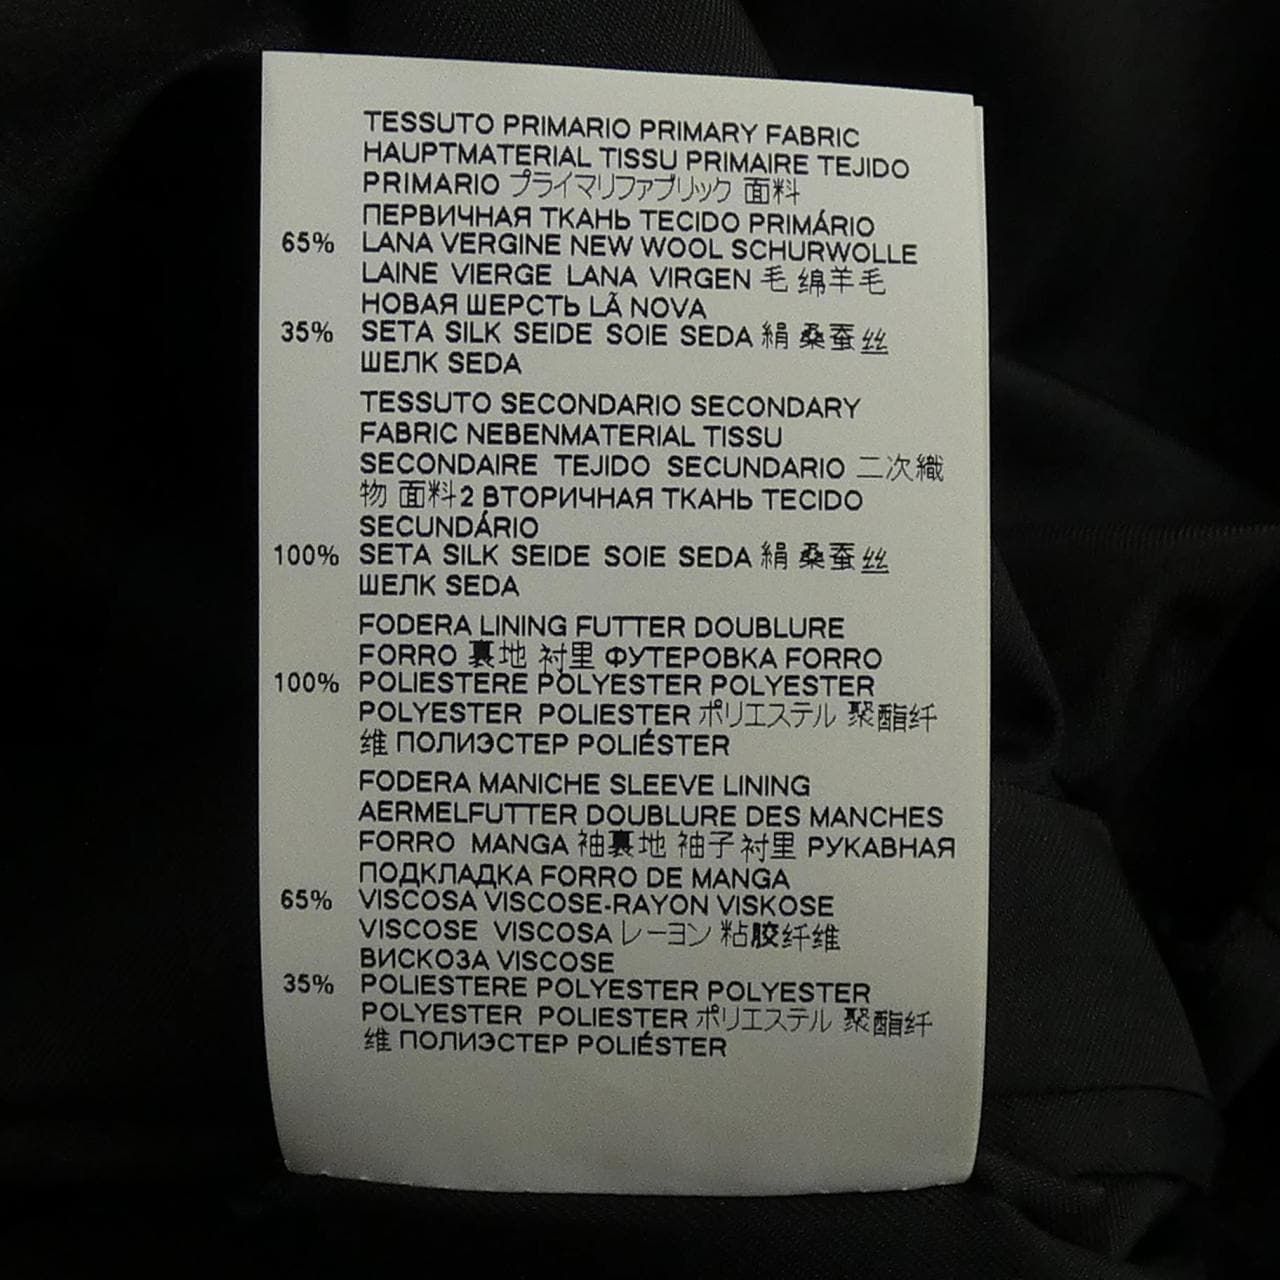 TESSUTO PRIMARIO PRIMARY FABRIC
HAUPTMATERIAL TISSU PRIMAIRE TEJIDO
PRIMARIO プライマリファブリック 面料
ПЕРВИЧНАЯ ТКАНЬ TECIDO PRIMÁRIO
65% LANA VERGINE NEW WOOL SCHURWOLLE
LAINE VIERGE LANA VIRGEN 毛 绵羊毛
НОВАЯ ШЕРСТЬ LÃ NOVA
35% SETA SILK SEIDE SOIE SEDA 絹 桑蚕丝
ШЕЛК SEDA
TESSUTO SECONDARIO SECONDARY
FABRIC NEBENMATERIAL TISSU
SECONDAIRE TEJIDO SECUNDARIO 二次織
物 面料2 ВТОРИЧНАЯ ТКАНЬ TECIDO
SECUNDÁRIO
100% SETA SILK SEIDE SOIE SEDA 絹 桑蚕丝
ШЕЛК SEDA
FODERA LINING FUTTER DOUBLURE
FORRO 裏地 衬里 ФУТЕРОВКА FORRO
100% POLIESTERE POLYESTER POLYESTER
POLYESTER POLIESTER ポリエステル 聚酯纤
维 ПОЛИЭСТЕР POLIÉSTER
FODERA MANICHE SLEEVE LINING
AERMELFUTTER DOUBLURE DES MANCHES
FORRO MANGA 袖裏地 袖子衬里 РУКАВНАЯ
ПОДКЛАДКА FORRO DE MANGA
65% VISCOSA VISCOSE-RAYON VISKOSE
VISCOSE VISCOSA レーヨン 粘胶纤维
ВИСКОЗА VISCOSE
35% POLIESTERE POLYESTER POLYESTER
POLYESTER POLIESTER ポリエステル 聚酯纤
维 ПОЛИЭСТЕР POLIÉSTER